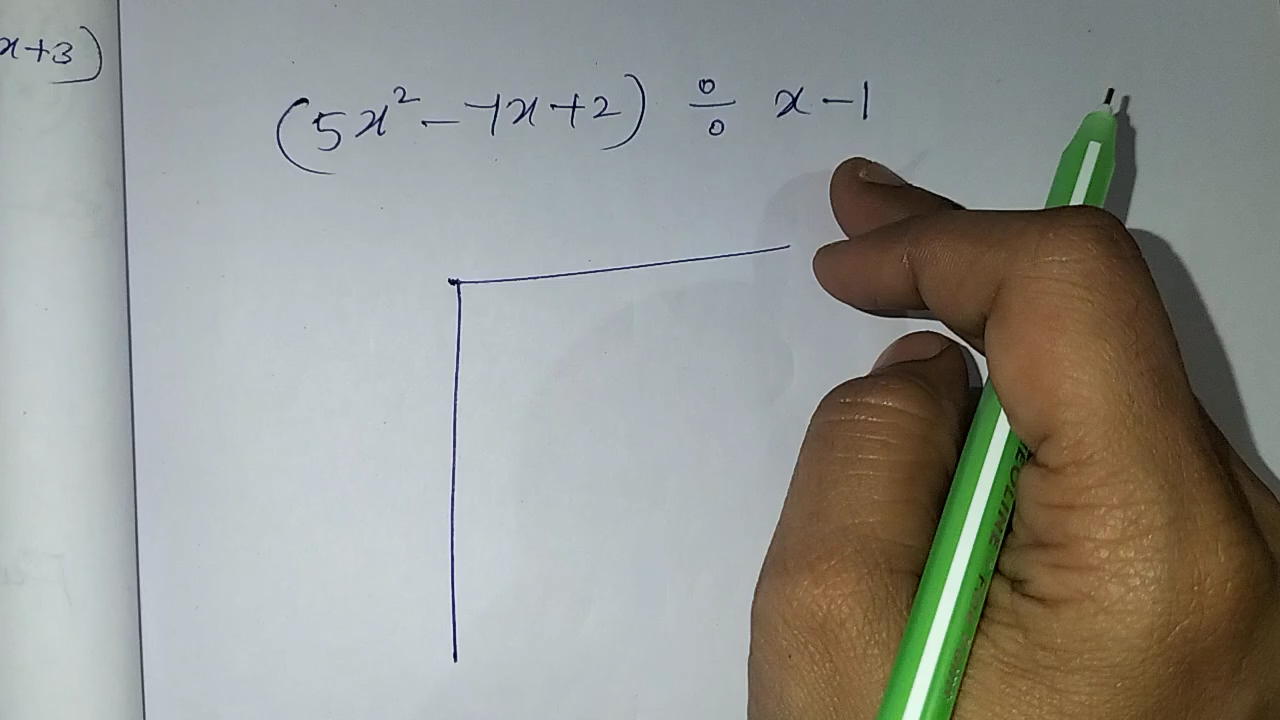 x+3)
(5x² - 7x+2) ÷ x-1